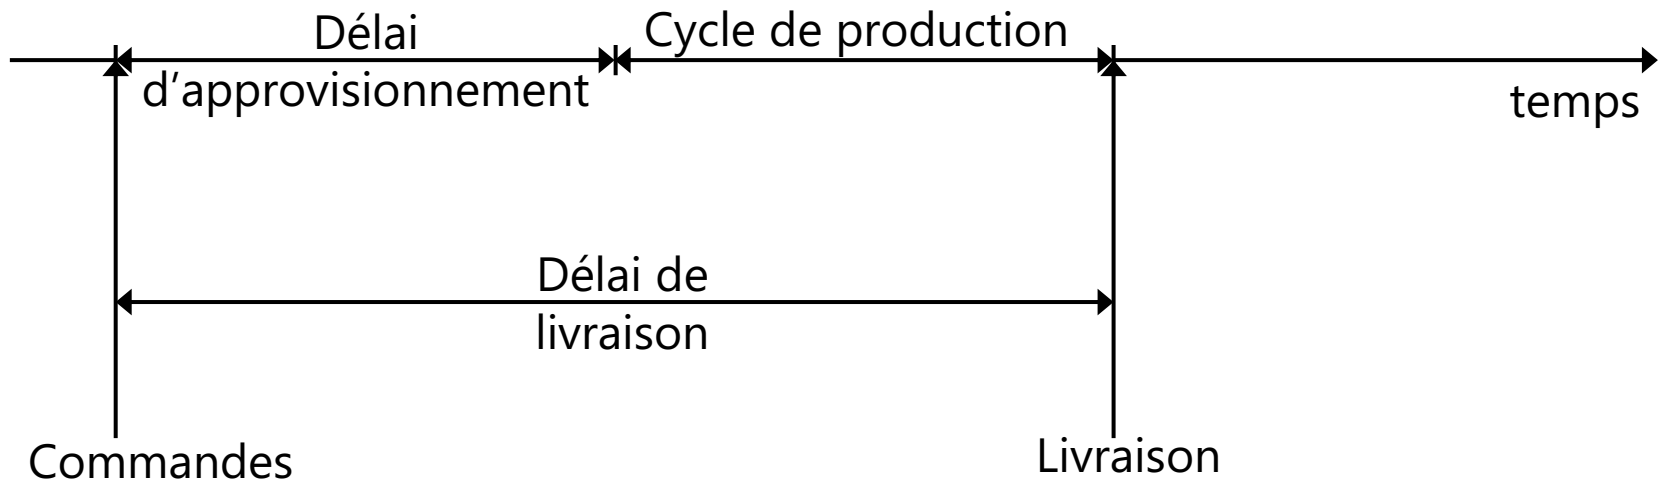 Délai
d’approvisionnement
Cycle de production
temps
Délai de
livraison
Commandes
Livraison